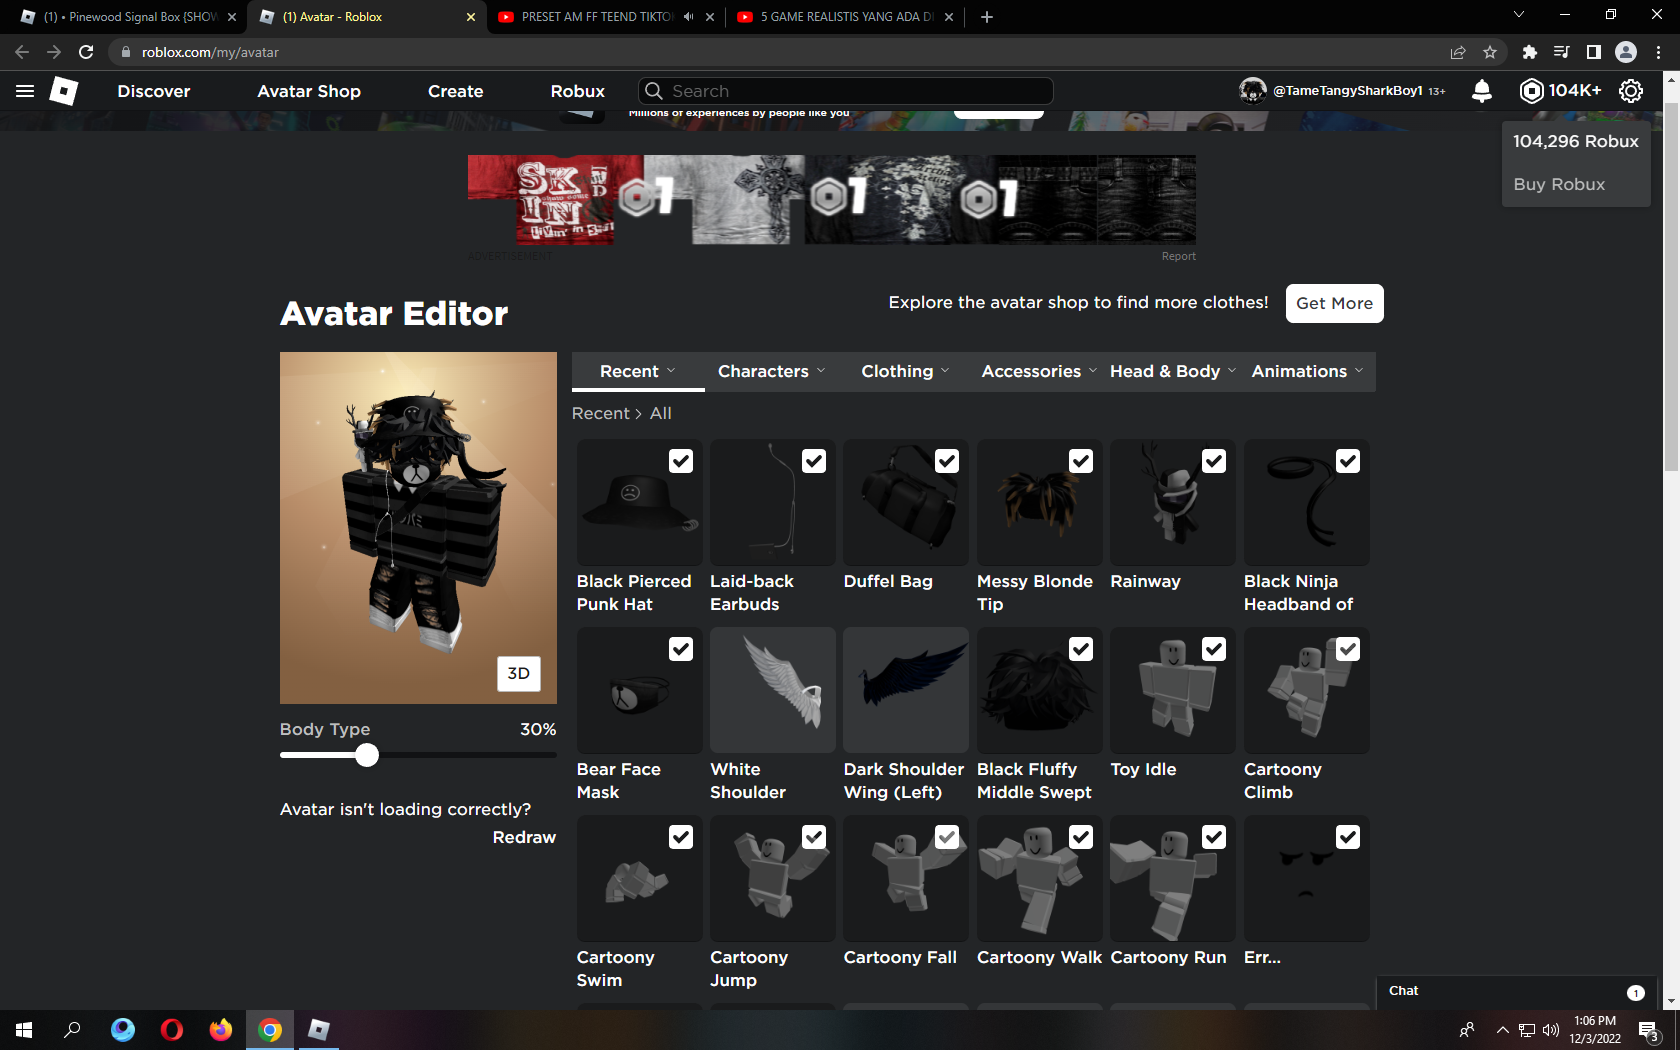 (1) • Pinewood Signal Box {SHOW
(1) Avatar - Roblox
PRESET AM FF TEEND TIKTO
5 GAME REALISTIS YANG ADA D
roblox.com/my/avatar
Discover
Avatar Shop
Create
Robux
Search
@TameTangySharkBoy1 13+
104K+
Millions of experiences by people like you
104,296 Robux
Buy Robux
SK I D
IN
1
1
1
ADVERTISEMENT
Report
Avatar Editor
Explore the avatar shop to find more clothes!
Get More
Recent
Characters
Clothing
Accessories
Head & Body
Animations
Recent > All
3D
Body Type 30%
Avatar isn't loading correctly?
Redraw
Black Pierced
Punk Hat
Laid-back
Earbuds
Duffel Bag
Messy Blonde
Tip
Rainway
Black Ninja
Headband of
Bear Face
Mask
White
Shoulder
Dark Shoulder
Wing (Left)
Black Fluffy
Middle Swept
Toy Idle
Cartoony
Climb
Cartoony
Swim
Cartoony
Jump
Cartoony Fall
Cartoony Walk
Cartoony Run
Err...
Chat
1
1:06 PM
12/3/2022
3